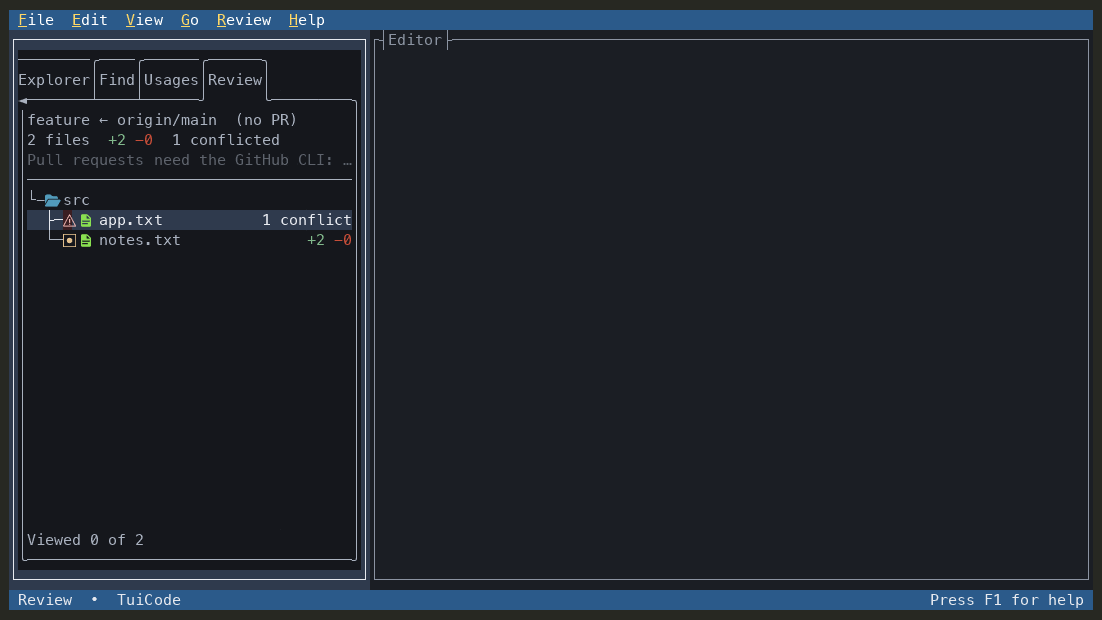 File Edit View Go Review Help
Editor
Explorer Find Usages Review
feature ← origin/main (no PR)
2 files +2 −0 1 conflicted
Pull requests need the GitHub CLI: …
src
app.txt 1 conflict
notes.txt +2 −0
Viewed 0 of 2
Review • TuiCode Press F1 for help